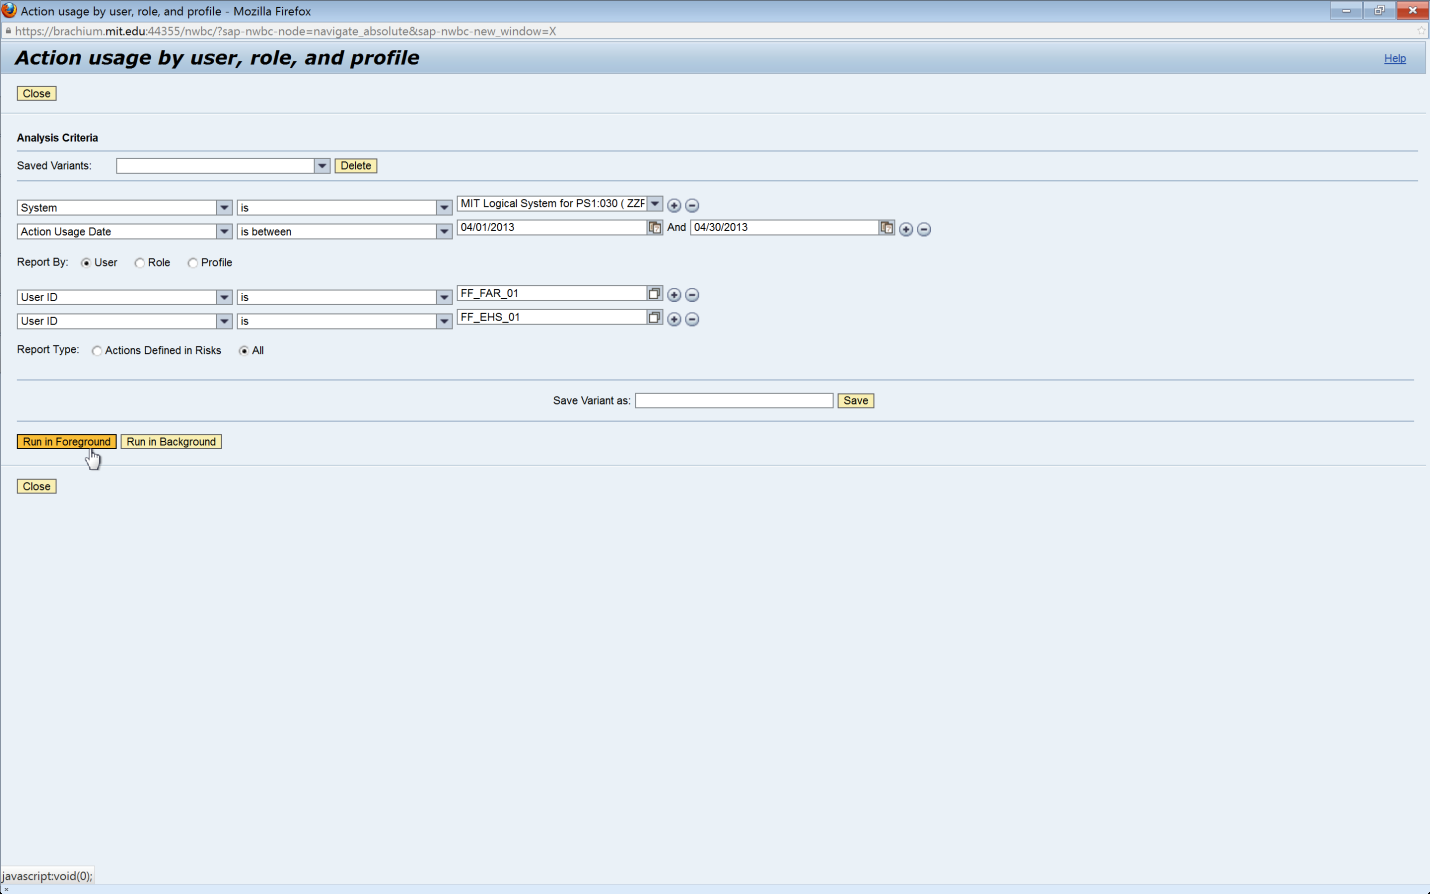 Action usage by user, role, and profile - Mozilla Firefox
https://brachium.mit.edu:44355/nwbc/?sap-nwbc-node=navigate_absolute&sap-nwbc-new_window=X
Action usage by user, role, and profile
Help
Close
Analysis Criteria
Saved Variants: Delete
System is MIT Logical System for PS1:030 ( ZZF
Action Usage Date is between 04/01/2013 And 04/30/2013
Report By: User Role Profile
User ID is FF_FAR_01
User ID is FF_EHS_01
Report Type: Actions Defined in Risks All
Save Variant as: Save
Run in Foreground Run in Background
Close
javascript:void(0);